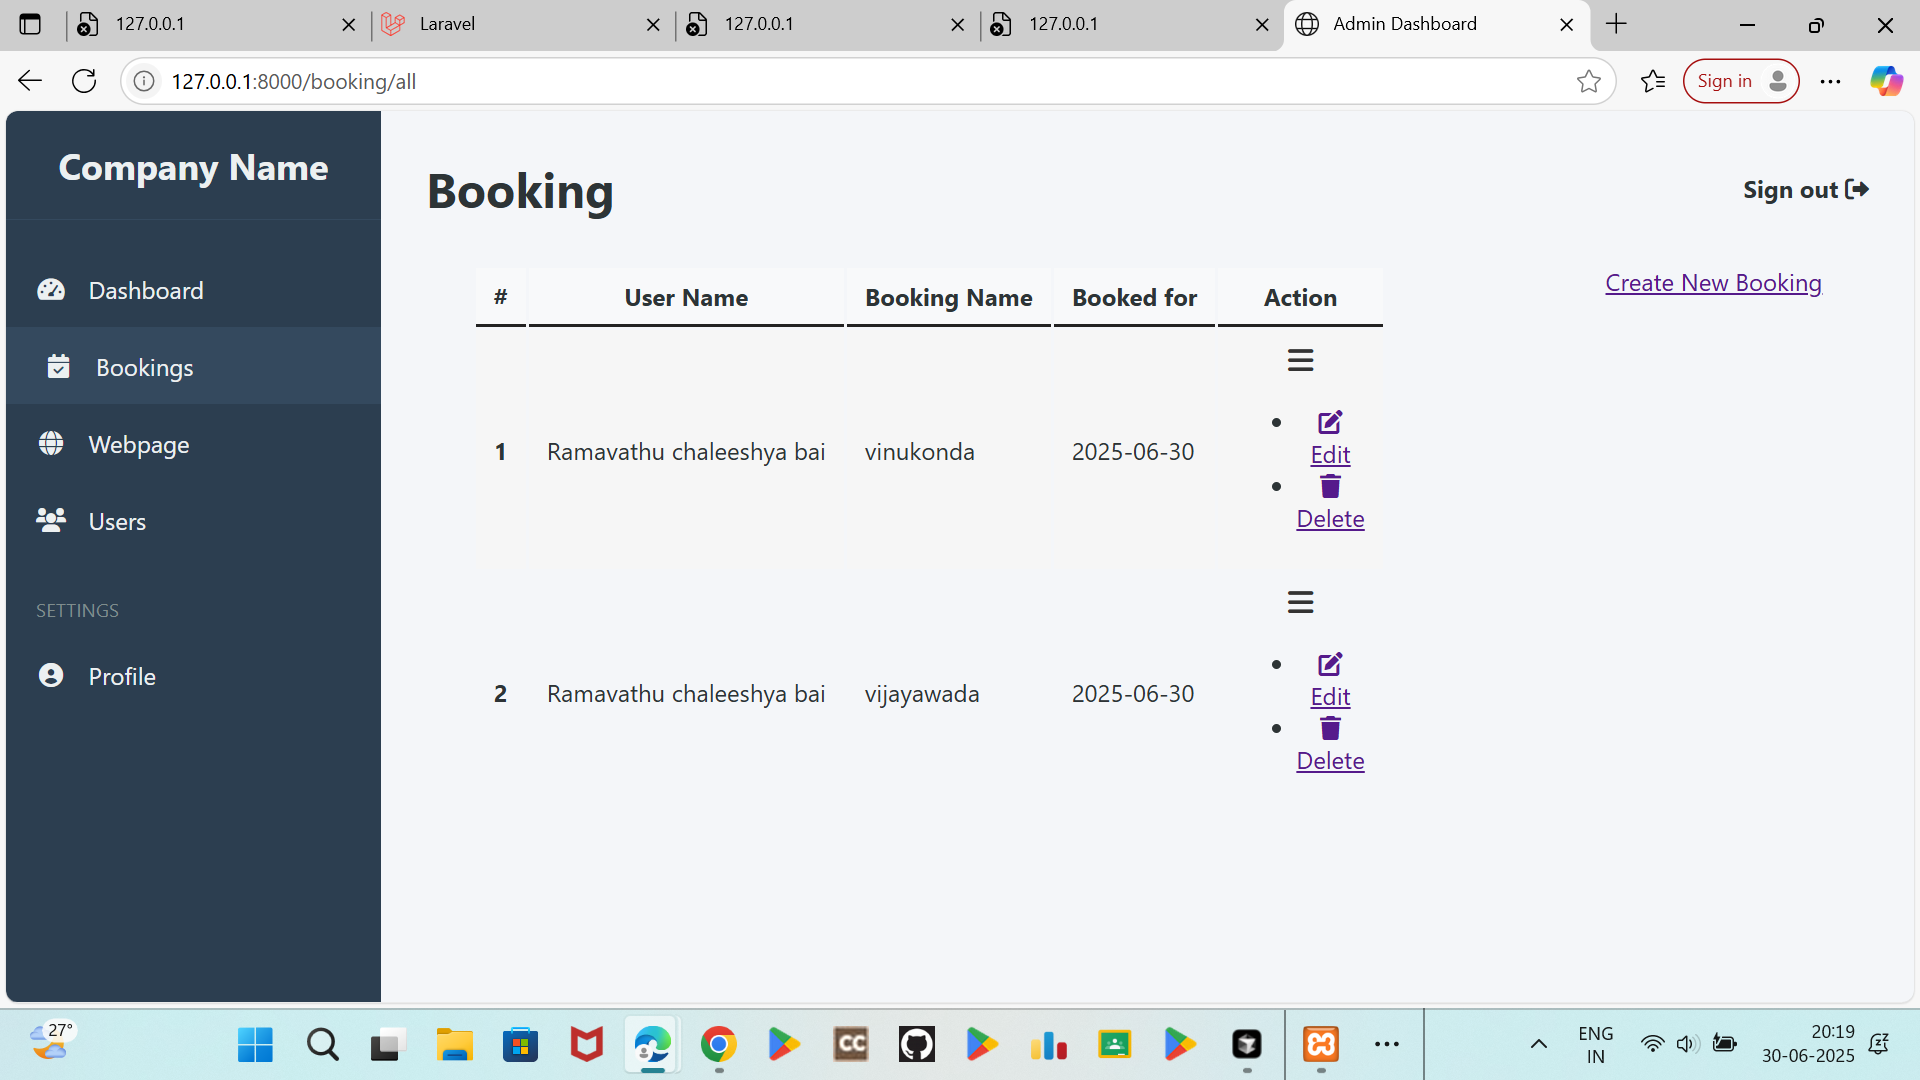 127.0.0.1
Laravel
127.0.0.1
127.0.0.1
Admin Dashboard
127.0.0.1:8000/booking/all
Sign in
Company Name
Dashboard
Bookings
Webpage
Users
SETTINGS
Profile
Booking
Sign out
Create New Booking
# User Name Booking Name Booked for Action
1 Ramavathu chaleeshya bai vinukonda 2025-06-30
Edit
Delete
2 Ramavathu chaleeshya bai vijayawada 2025-06-30
Edit
Delete
27°
CC
ENG
IN
20:19
30-06-2025